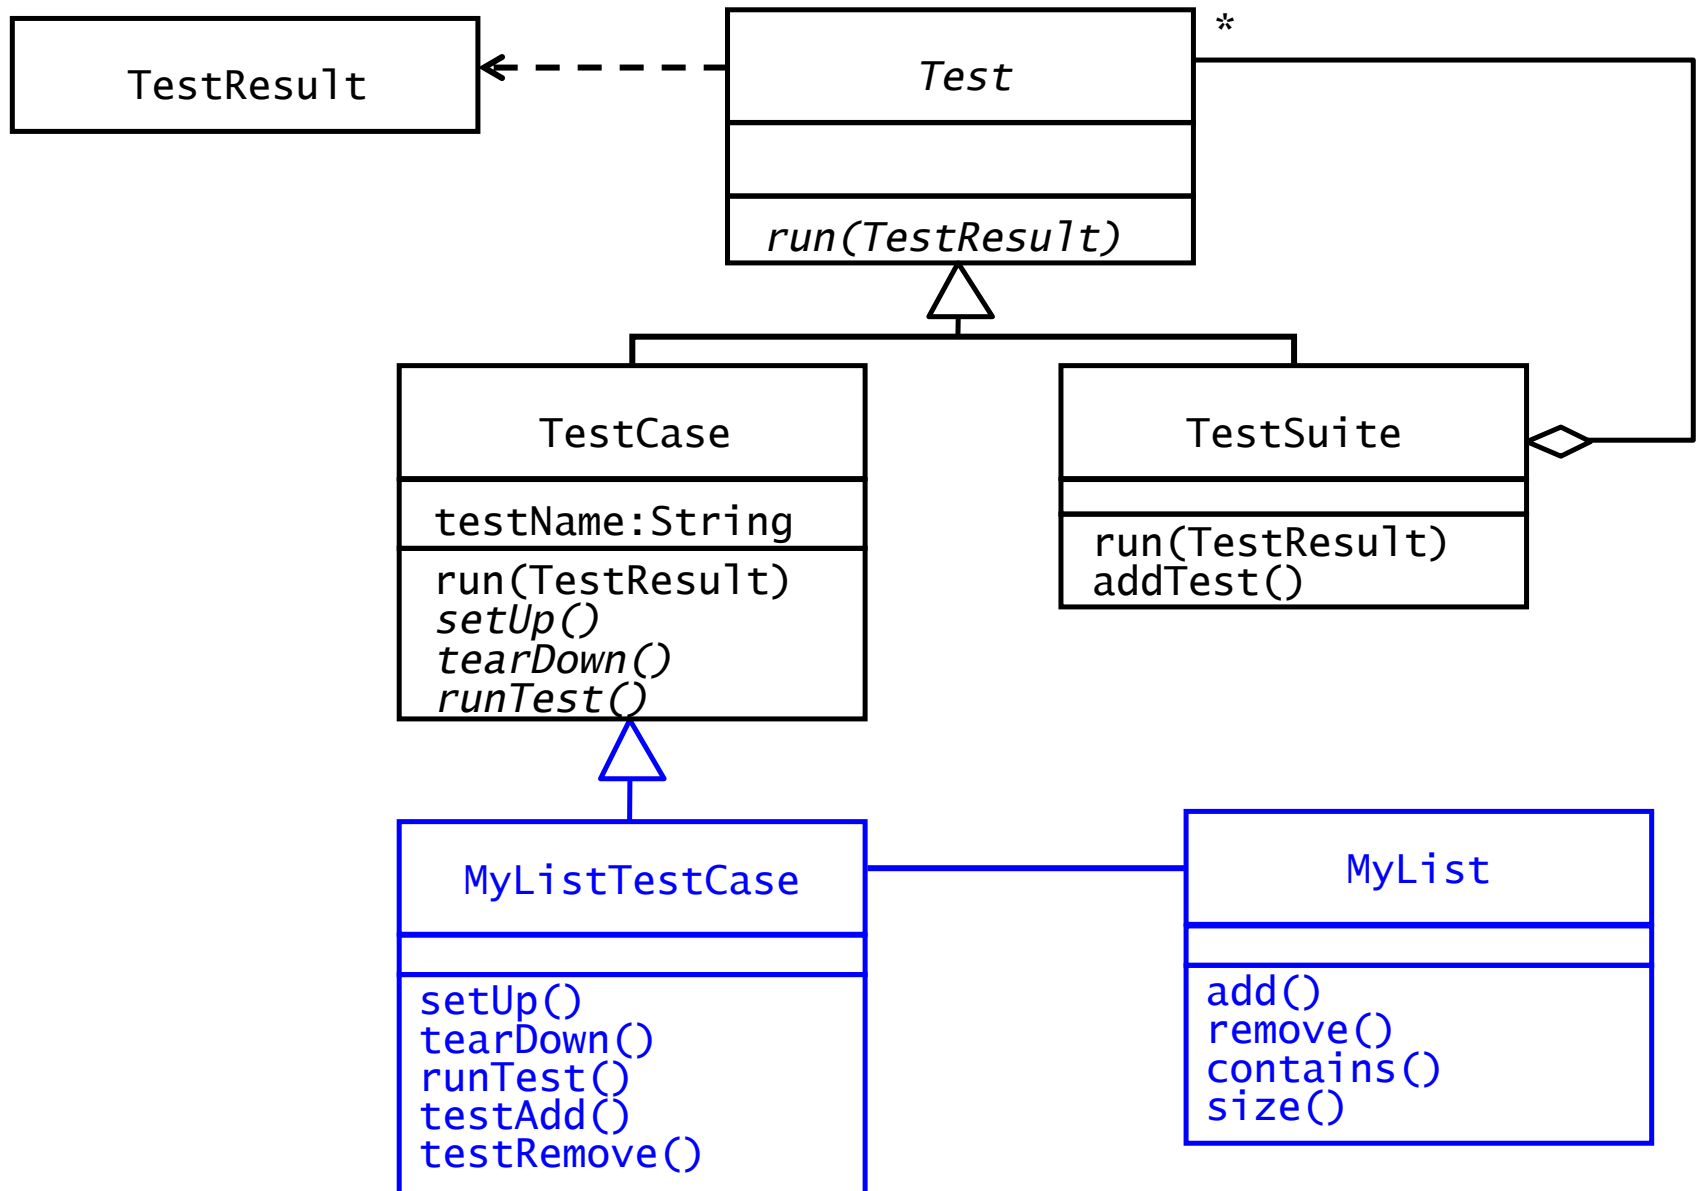 TestResult
Test
*
run(TestResult)
TestCase
testName:String
run(TestResult)
setUp()
tearDown()
runTest()
TestSuite
run(TestResult)
addTest()
MyListTestCase
setUp()
tearDown()
runTest()
testAdd()
testRemove()
MyList
add()
remove()
contains()
size()